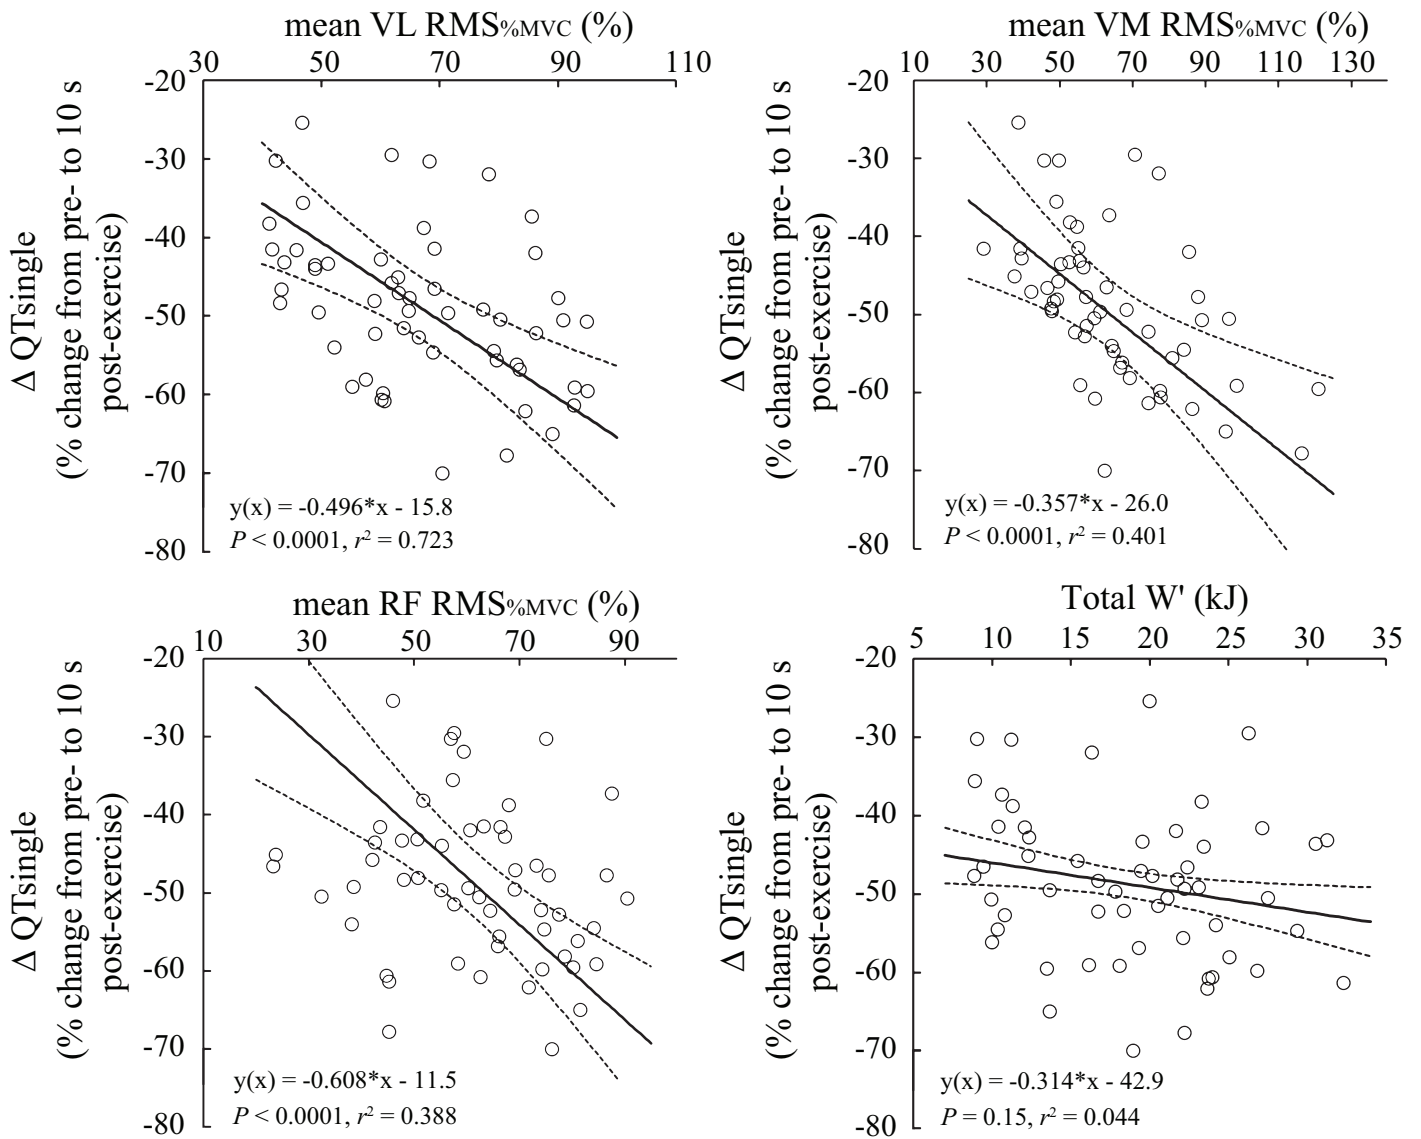 mean VL RMS%MVC (%)
30 50 70 90 110
-20
-30
-40
-50
-60
-70
-80
Δ QTsingle
(% change from pre- to 10 s
post-exercise)
y(x) = -0.496*x - 15.8
P < 0.0001, r² = 0.723
mean VM RMS%MVC (%)
10 30 50 70 90 110 130
-20
-30
-40
-50
-60
-70
-80
Δ QTsingle
(% change from pre- to 10 s
post-exercise)
y(x) = -0.357*x - 26.0
P < 0.0001, r² = 0.401
mean RF RMS%MVC (%)
10 30 50 70 90
-20
-30
-40
-50
-60
-70
-80
Δ QTsingle
(% change from pre- to 10 s
post-exercise)
y(x) = -0.608*x - 11.5
P < 0.0001, r² = 0.388
Total W' (kJ)
5 10 15 20 25 30 35
-20
-30
-40
-50
-60
-70
-80
Δ QTsingle
(% change from pre- to 10 s
post-exercise)
y(x) = -0.314*x - 42.9
P = 0.15, r² = 0.044